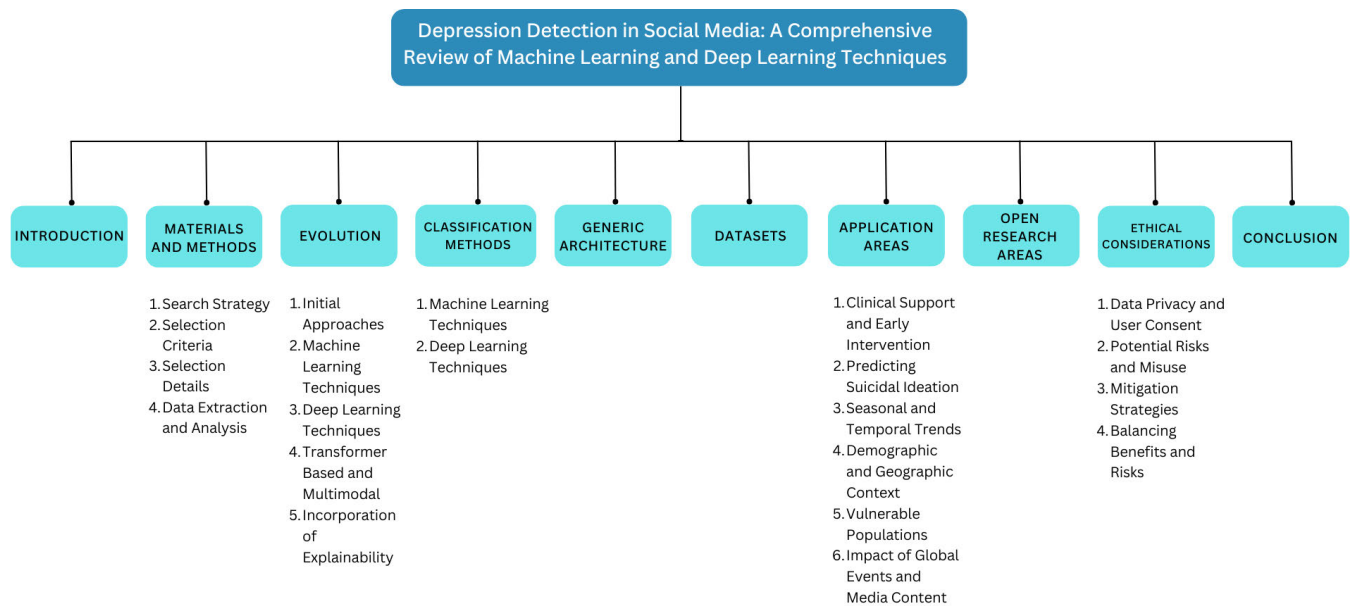 Depression Detection in Social Media: A Comprehensive
Review of Machine Learning and Deep Learning Techniques
INTRODUCTION
MATERIALS
AND METHODS
EVOLUTION
CLASSIFICATION
METHODS
GENERIC
ARCHITECTURE
DATASETS
APPLICATION
AREAS
OPEN
RESEARCH
AREAS
ETHICAL
CONSIDERATIONS
CONCLUSION
1. Search Strategy
2. Selection
Criteria
3. Selection
Details
4. Data Extraction
and Analysis
1. Initial
Approaches
2. Machine
Learning
Techniques
3. Deep Learning
Techniques
4. Transformer
Based and
Multimodal
5. Incorporation
of
Explainability
1. Machine Learning
Techniques
2. Deep Learning
Techniques
1. Clinical Support
and Early
Intervention
2. Predicting
Suicidal Ideation
3. Seasonal and
Temporal Trends
4. Demographic
and Geographic
Context
5. Vulnerable
Populations
6. Impact of Global
Events and
Media Content
1. Data Privacy and
User Consent
2. Potential Risks
and Misuse
3. Mitigation
Strategies
4. Balancing
Benefits and
Risks